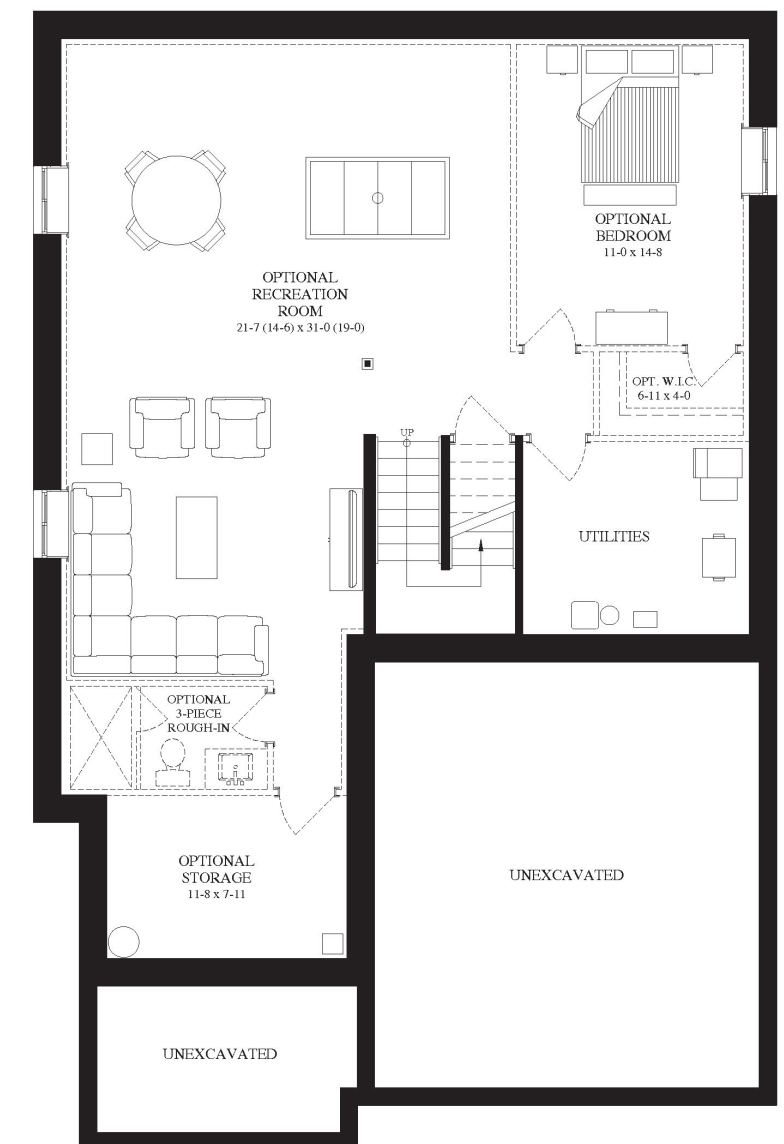 OPTIONAL
BEDROOM
11-0 x 14-8
OPTIONAL
RECREATION
ROOM
21-7 (14-6) x 31-0 (19-0)
OPT. W.I.C.
6-11 x 4-0
UP
UTILITIES
OPTIONAL
3-PIECE
ROUGH-IN
OPTIONAL
STORAGE
11-8 x 7-11
UNEXCAVATED
UNEXCAVATED